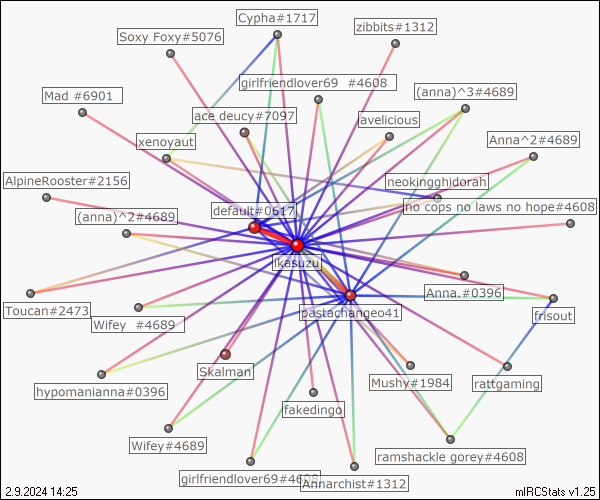 Cypha#1717
zibbits#1312
Soxy Foxy#5076
girlfriendlover69 #4608
(anna)^3#4689
Mad #6901
ace deucy#7097
avelicious
xenoyaut
Anna^2#4689
AlpineRooster#2156
neokingghidorah
default#0617
no cops no laws no hope#4608
(anna)^2#4689
ikasuzu
Anna.#0396
Toucan#2473
Wifey #4689
pastachangeo41
frisout
Skalman
Mushy#1984
rattgaming
hypomanianna#0396
fakedingo
Wifey#4689
ramshackle gorey#4608
girlfriendlover69#4608
Annarchist#1312
2.9.2024 14:25
mIRCStats v1.25